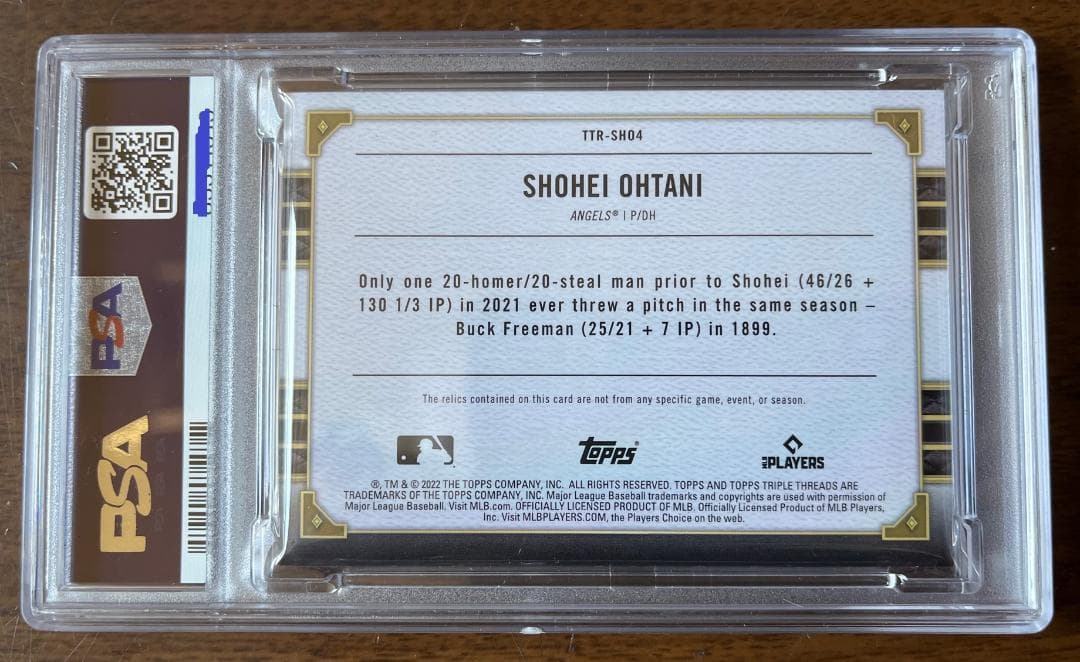 TTR-SH04
SHOHEI OHTANI
ANGELS® | P/DH
Only one 20-homer/20-steal man prior to Shohei (46/26 +
130 1/3 IP) in 2021 ever threw a pitch in the same season –
Buck Freeman (25/21 + 7 IP) in 1899.
The relics contained on this card are not from any specific game, event, or season.
Topps®
MLB PLAYERS
®, TM & © 2022 THE TOPPS COMPANY, INC. ALL RIGHTS RESERVED. TOPPS AND TOPPS TRIPLE THREADS ARE
TRADEMARKS OF THE TOPPS COMPANY, INC. Major League Baseball trademarks and copyrights are used with permission of
Major League Baseball. Visit MLB.com. OFFICIALLY LICENSED PRODUCT OF MLB. Officially Licensed Product of MLB Players,
Inc. Visit MLBPLAYERS.COM, the Players Choice on the web.
PSA
PSA